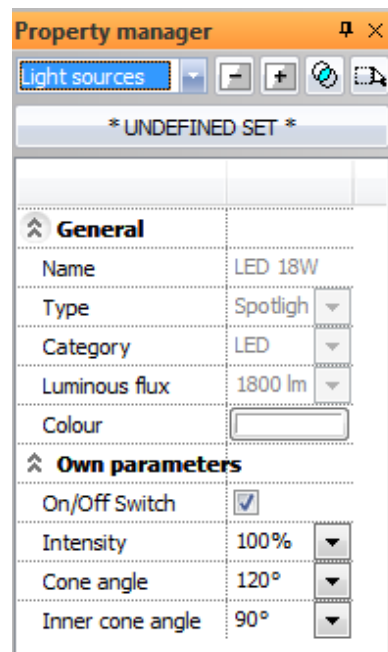 Property manager
Light sources
* UNDEFINED SET *
General
Name LED 18W
Type Spotligh
Category LED
Luminous flux 1800 lm
Colour
Own parameters
On/Off Switch
Intensity 100%
Cone angle 120°
Inner cone angle 90°